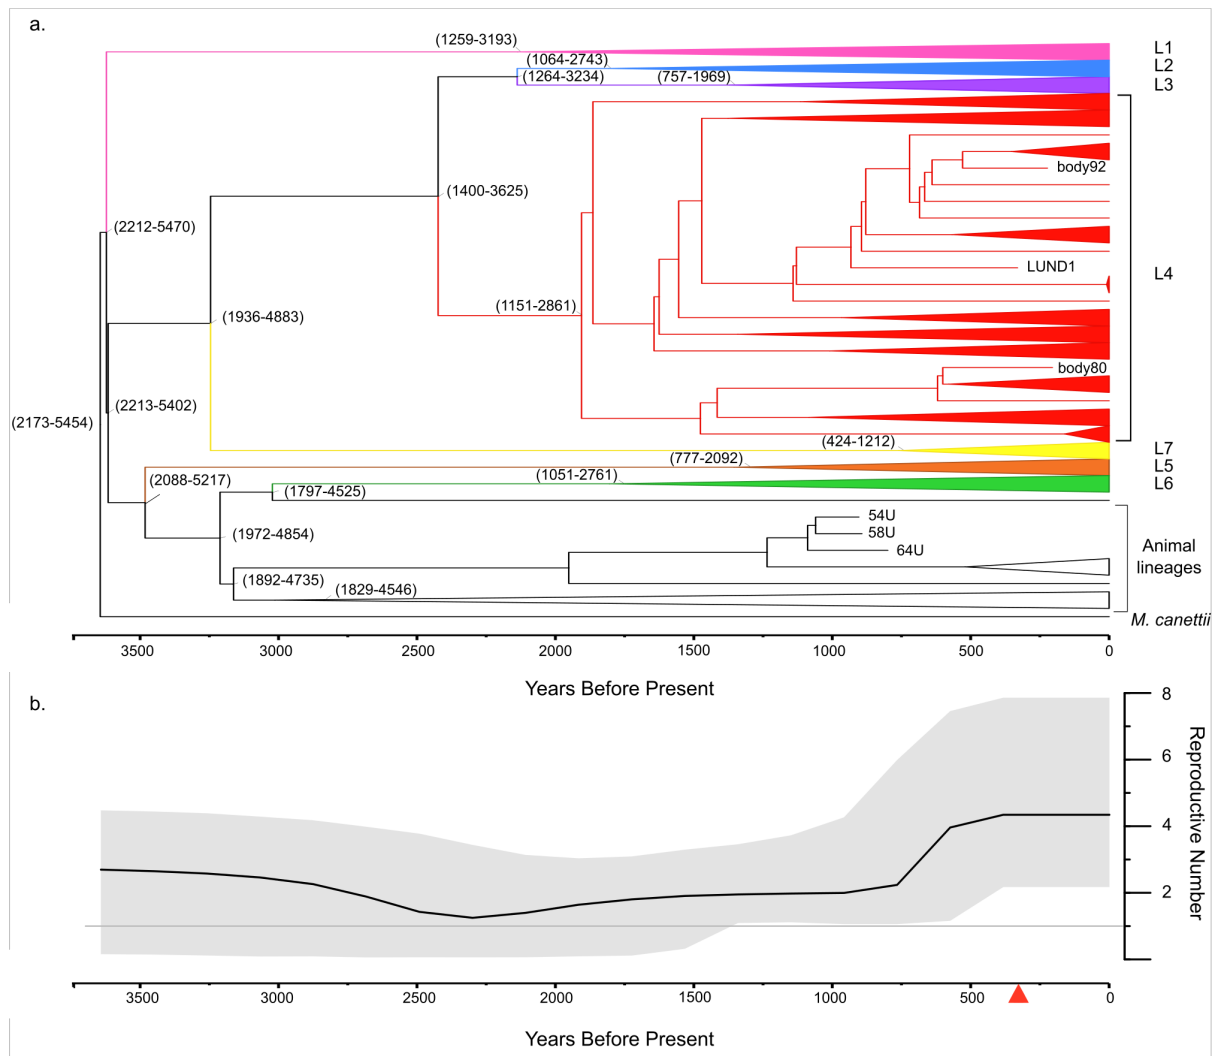 a.
(1259-3193)
L1
(1064-2743)
L2
(1264-3234)
(757-1969)
L3
body92
(1400-3625)
(2212-5470)
LUND1
L4
(1151-2861)
(1936-4883)
body80
(2213-5402)
(2173-5454)
(424-1212)
L7
(777-2092)
L5
(2088-5217)
(1051-2761)
L6
(1797-4525)
54U
58U
(1972-4854)
64U
Animal
lineages
(1892-4735)
(1829-4546)
M. canettii
3500 3000 2500 2000 1500 1000 500 0
Years Before Present
b.
8
6
4
2
Reproductive Number
3500 3000 2500 2000 1500 1000 500 0
Years Before Present